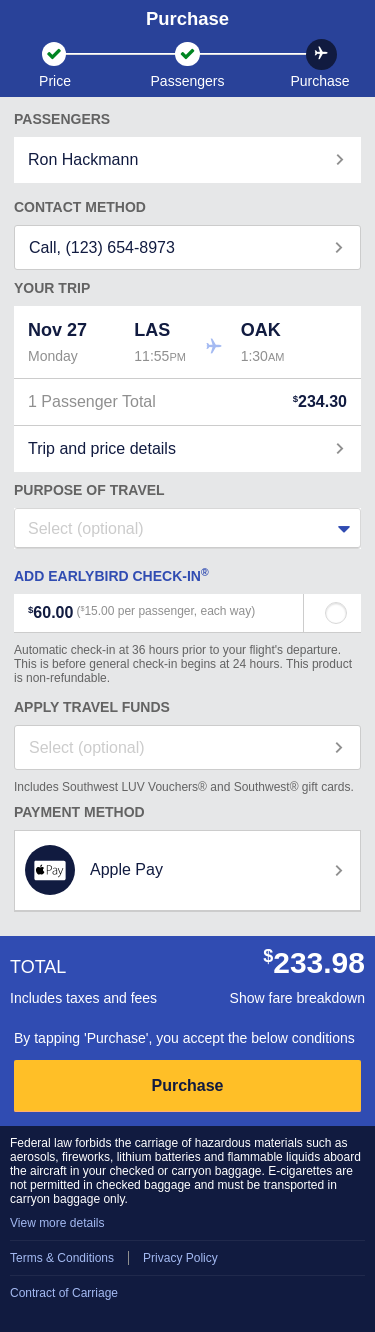 Purchase
Price Passengers Purchase
PASSENGERS
Ron Hackmann
CONTACT METHOD
Call, (123) 654-8973
YOUR TRIP
Nov 27 LAS OAK
Monday 11:55PM 1:30AM
1 Passenger Total $234.30
Trip and price details
PURPOSE OF TRAVEL
Select (optional)
ADD EARLYBIRD CHECK-IN®
$60.00 ($15.00 per passenger, each way)
Automatic check-in at 36 hours prior to your flight's departure.
This is before general check-in begins at 24 hours. This product
is non-refundable.
APPLY TRAVEL FUNDS
Select (optional)
Includes Southwest LUV Vouchers® and Southwest® gift cards.
PAYMENT METHOD
Pay Apple Pay
TOTAL $233.98
Includes taxes and fees Show fare breakdown
By tapping 'Purchase', you accept the below conditions
Purchase
Federal law forbids the carriage of hazardous materials such as
aerosols, fireworks, lithium batteries and flammable liquids aboard
the aircraft in your checked or carryon baggage. E-cigarettes are
not permitted in checked baggage and must be transported in
carryon baggage only.
View more details
Terms & Conditions Privacy Policy
Contract of Carriage